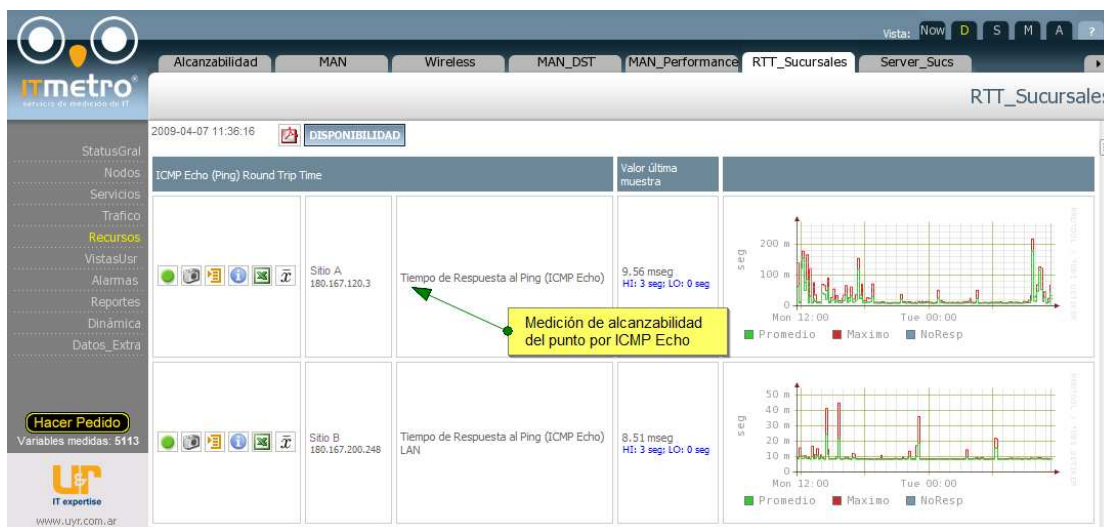 Vista: Now D S M A ?
Alcanzabilidad MAN Wireless MAN_DST MAN_Performance RTT_Sucursales Server_Sucs
ITmetro®
servicio de medición de IT
RTT_Sucursales
2009-04-07 11:36:16 DISPONIBILIDAD
StatusGral
Nodos
Servicios
Trafico
Recursos
VistasUsr
Alarmas
Reportes
Dinámica
Datos_Extra
Hacer Pedido
Variables medidas: 5113
U&R
IT expertise
www.uyr.com.ar
ICMP Echo (Ping) Round Trip Time
Valor última
muestra
Sitio A
180.167.120.3
Tiempo de Respuesta al Ping (ICMP Echo)
9.56 mseg
HI: 3 seg; LO: 0 seg
seg
200 m
100 m
0
Mon 12:00 Tue 00:00
Promedio Maximo NoResp
Medición de alcanzabilidad
del punto por ICMP Echo
Sitio B
180.167.200.248
Tiempo de Respuesta al Ping (ICMP Echo)
LAN
8.51 mseg
HI: 3 seg; LO: 0 seg
seg
50 m
40 m
30 m
20 m
10 m
0
Mon 12:00 Tue 00:00
Promedio Maximo NoResp